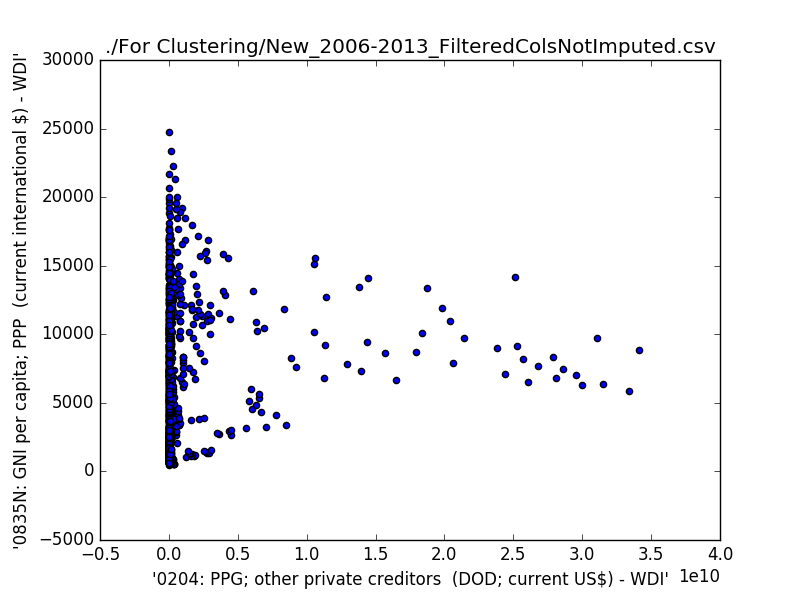 ./For Clustering/New_2006-2013_FilteredColsNotImputed.csv
'0835N: GNI per capita; PPP  (current international $) - WDI'
30000
25000
20000
15000
10000
5000
0
−5000
−0.5 0.0 0.5 1.0 1.5 2.0 2.5 3.0 3.5 4.0
1e10
'0204: PPG; other private creditors  (DOD; current US$) - WDI'